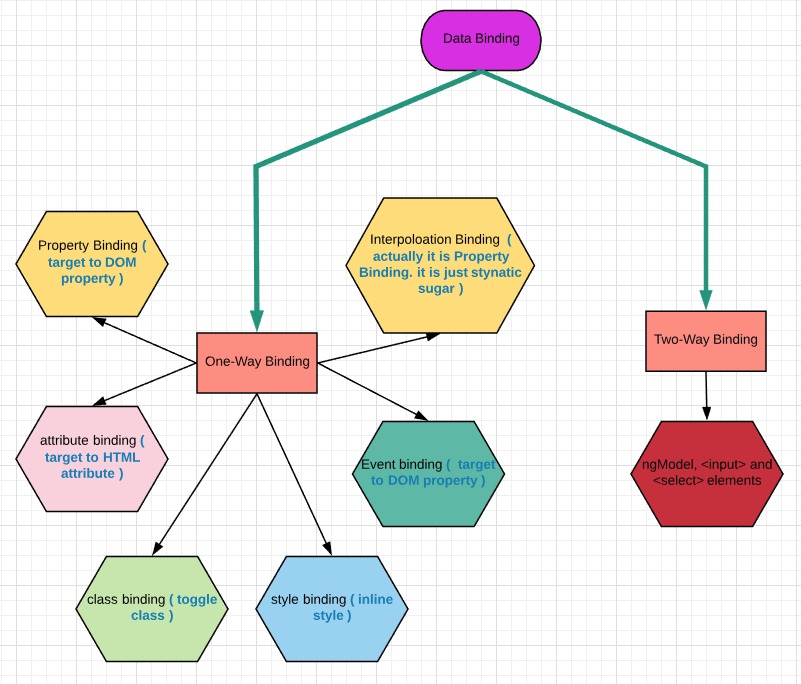 Data Binding
Property Binding (
target to DOM
property )
Interpoloation Binding (
actually it is Property
Binding. it is just stynatic
sugar )
One-Way Binding
Two-Way Binding
attribute binding (
target to HTML
attribute )
Event binding ( target
to DOM property )
ngModel, <input> and
<select> elements
class binding ( toggle
class )
style binding ( inline
style )